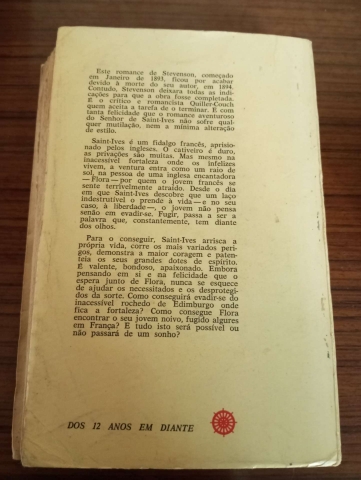 Este romance de Stevenson, começado
em Janeiro de 1893, ficou por acabar
devido à morte do seu autor, em 1894.
Contudo, Stevenson deixara todas as indi-
cações para que a obra fosse completada.
E o crítico e romancista Quiller-Couch
quem aceita a tarefa de o terminar. E com
tanta felicidade que o romance aventuroso
do Senhor de Saint-Ives não sofre qual-
quer mutilação, nem a mínima alteração
de estilo.
Saint-Ives é um fidalgo francês, aprisio-
nado pelos ingleses. O cativeiro é duro,
as privações são muitas. Mas mesmo na
inacessível fortaleza onde os infelizes
vivem, a ventura entra como um raio de
sol, na pessoa de uma inglesa encantadora
— Flora — por quem o jovem francês se
sente terrivelmente atraído. Desde o dia
em que Saint-Ives descobre que um laço
indestrutível o prende à vida — e no seu
caso, à liberdade —, o jovem não pensa
senão em evadir-se. Fugir, passa a ser a
palavra que, constantemente, tem diante
dos olhos.
Para o conseguir, Saint-Ives arrisca a
própria vida, corre os mais variados peri-
gos, demonstra a maior coragem e paten-
teia os seus grandes dotes de espírito.
É valente, bondoso, apaixonado. Embora
pensando em si e na felicidade que o
espera junto de Flora, nunca se esquece
de ajudar os necessitados e os desprotegi-
dos da sorte. Como conseguirá evadir-se do
inacessível rochedo de Edimburgo onde
fica a fortaleza? Como consegue Flora
encontrar o seu jovem noivo, fugido algures
em França? E tudo isto será possível ou
não passará de um sonho?
DOS 12 ANOS EM DIANTE